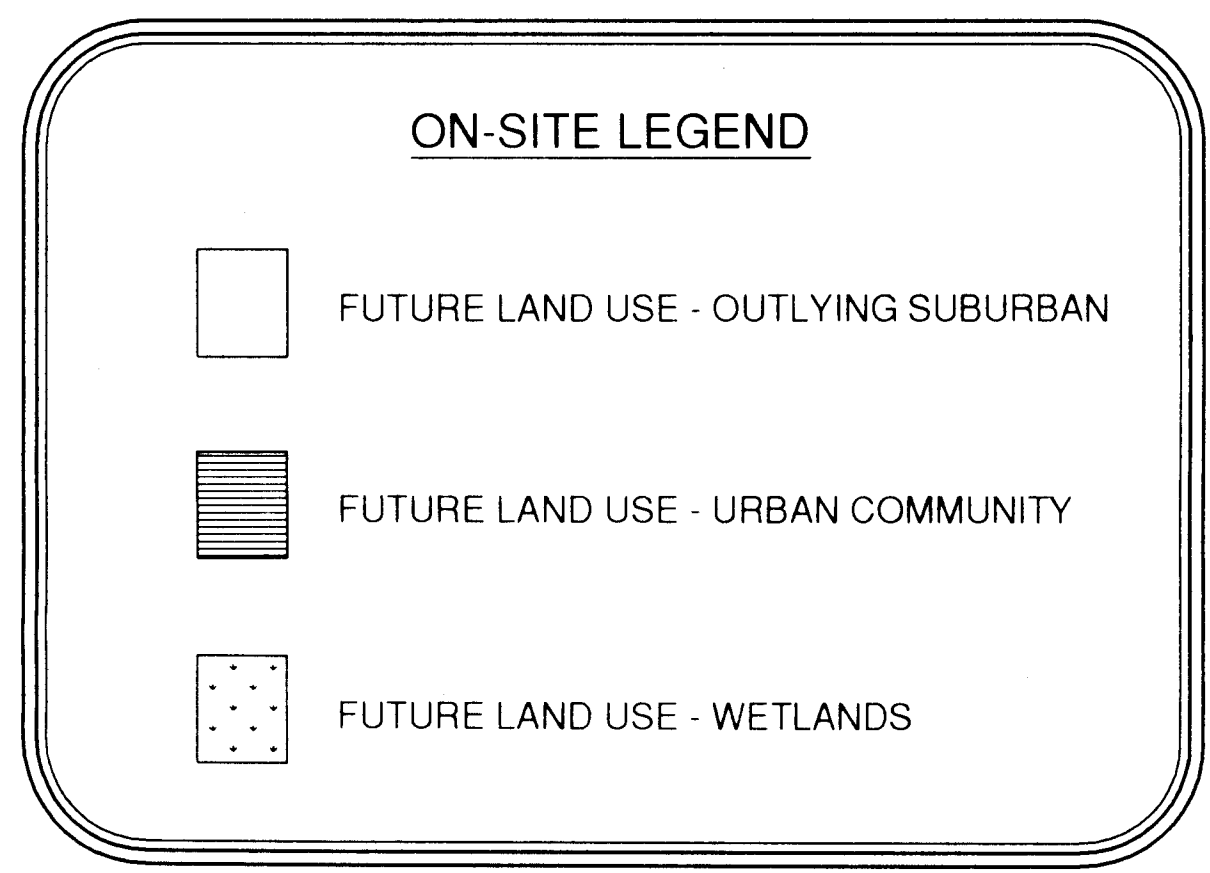 ON-SITE LEGEND
FUTURE LAND USE - OUTLYING SUBURBAN
FUTURE LAND USE - URBAN COMMUNITY
FUTURE LAND USE - WETLANDS